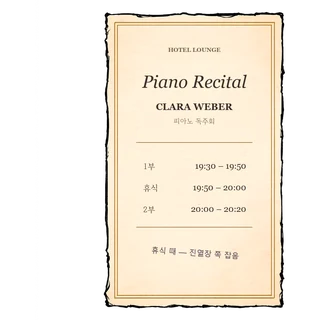 HOTEL LOUNGE
Piano Recital
CLARA WEBER
피아노 독주회
1부 19:30 – 19:50
휴식 19:50 – 20:00
2부 20:00 – 20:20
휴식 때 — 진열장 쪽 잡음